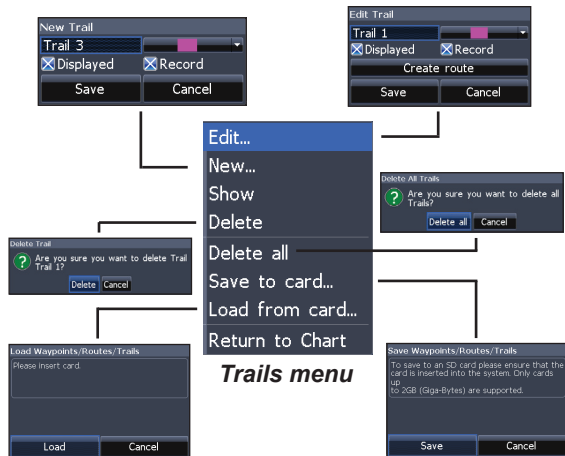 New Trail
Trail 3
Displayed
Record
Save
Cancel
Edit Trail
Trail 1
Displayed
Record
Create route
Save
Cancel
Edit...
New...
Show
Delete
Delete all
Save to card...
Load from card...
Return to Chart
Trails menu
Delete All Trails
Are you sure you want to delete all
Trails?
Delete all
Cancel
Delete Trail
Are you sure you want to delete Trail
Trail 1?
Delete
Cancel
Load Waypoints/Routes/Trails
Please insert card
Load
Cancel
Save Waypoints/Routes/Trails
To save to an SD card please ensure that the
card is inserted into the system. Only cards
up
to 2GB (Giga-Bytes) are supported.
Save
Cancel